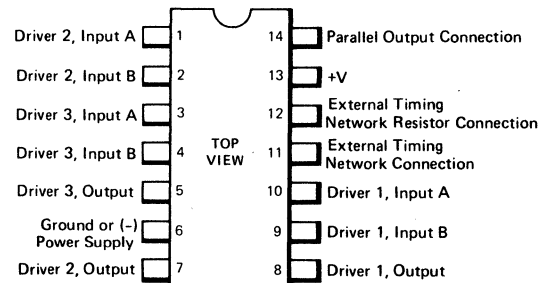 Driver 2, Input A 1
Driver 2, Input B 2
Driver 3, Input A 3
Driver 3, Input B 4
Driver 3, Output 5
Ground or (-)
Power Supply 6
Driver 2, Output 7
TOP
VIEW
14 Parallel Output Connection
13 +V
External Timing
12 Network Resistor Connection
External Timing
11 Network Connection
10 Driver 1, Input A
9 Driver 1, Input B
8 Driver 1, Output